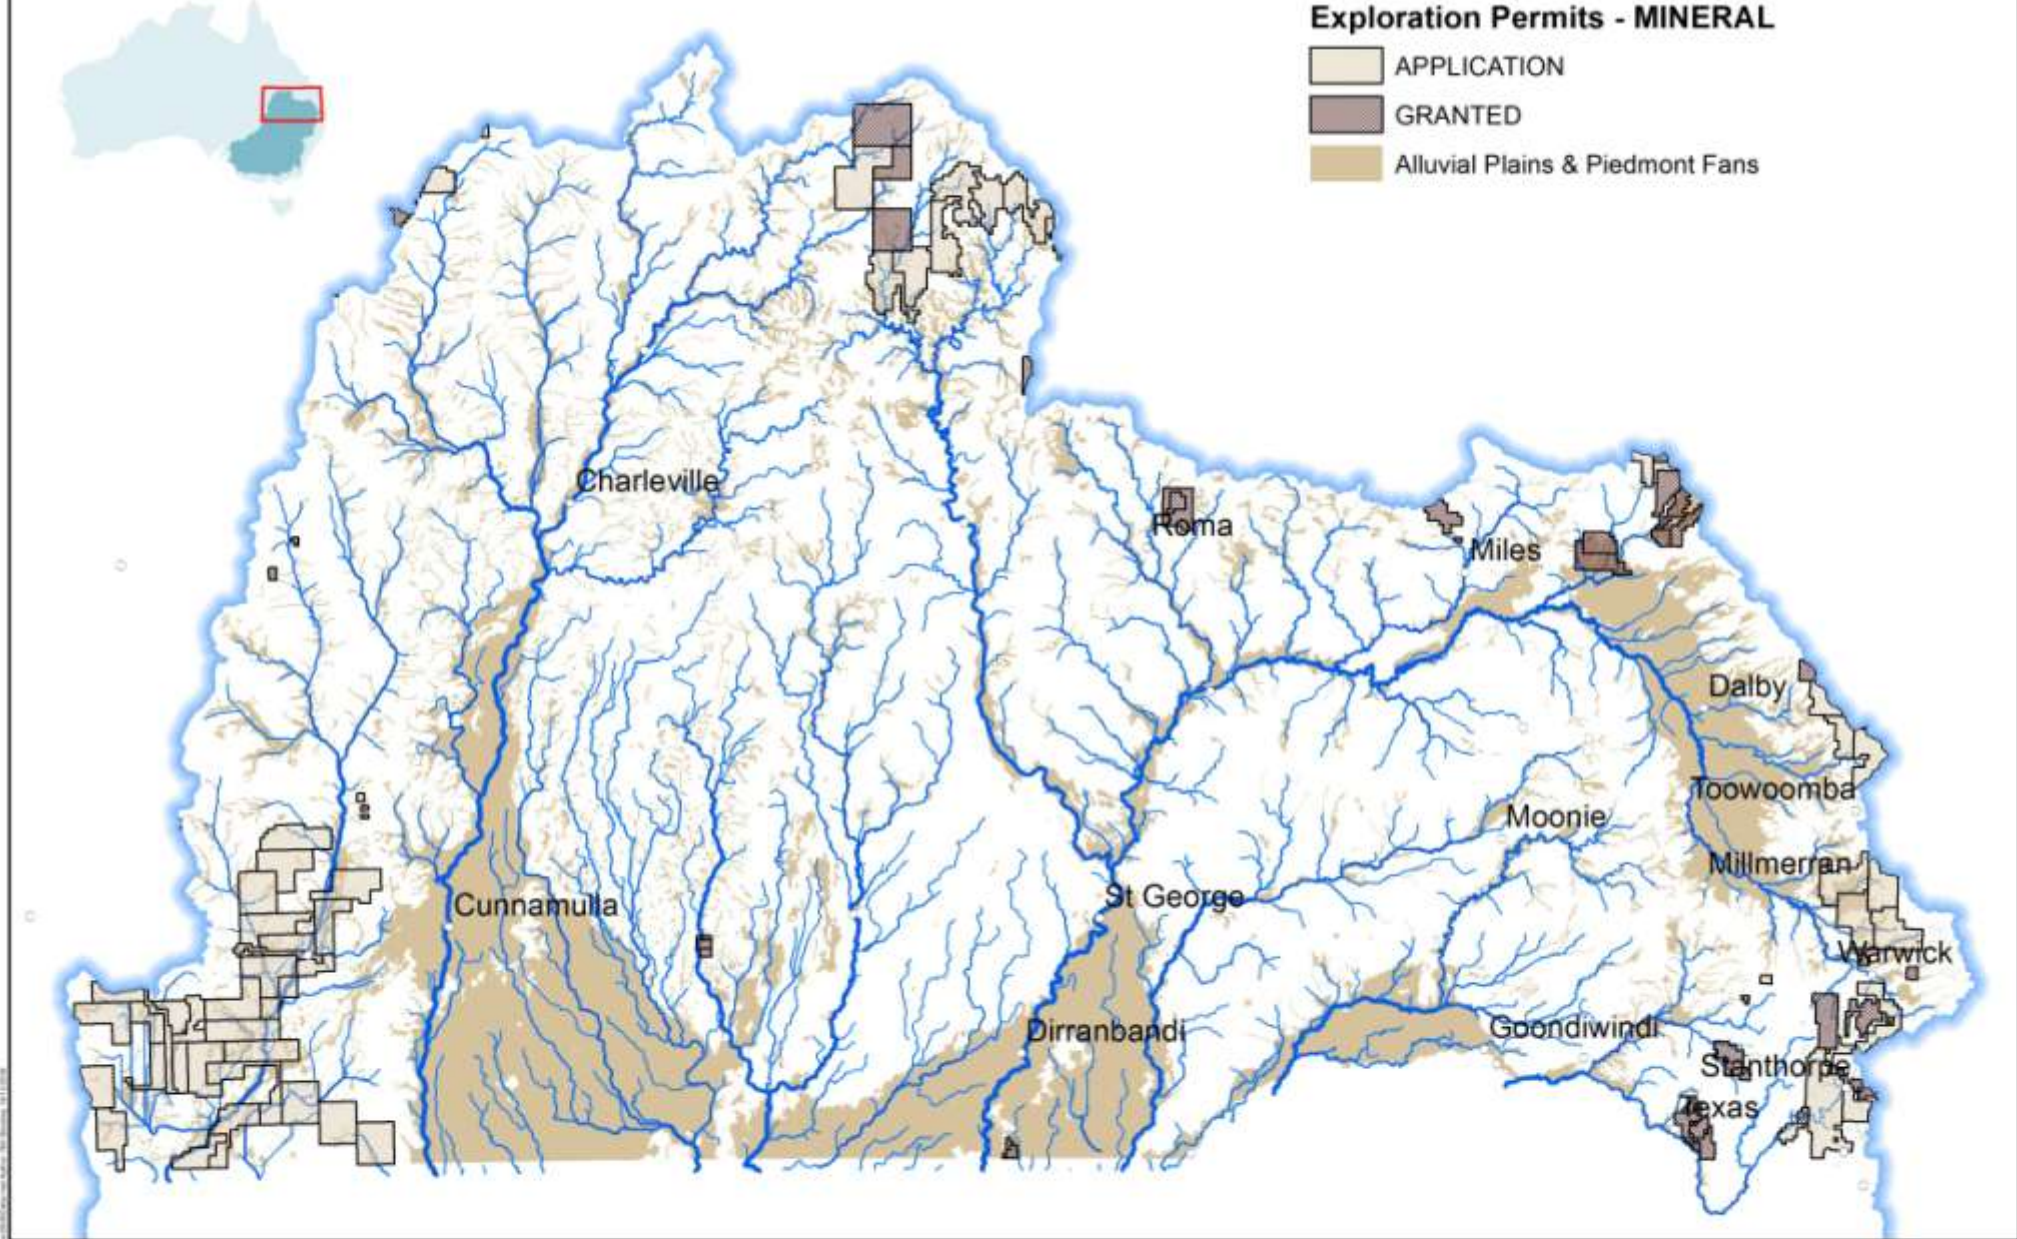 Exploration Permits - MINERAL
APPLICATION
GRANTED
Alluvial Plains & Piedmont Fans
Charleville
Roma
Miles
Dalby
Toowoomba
Moonie
Millmerran
St George
Cunnamulla
Warwick
Dirranbandi
Goondiwindi
Stanthorpe
Texas